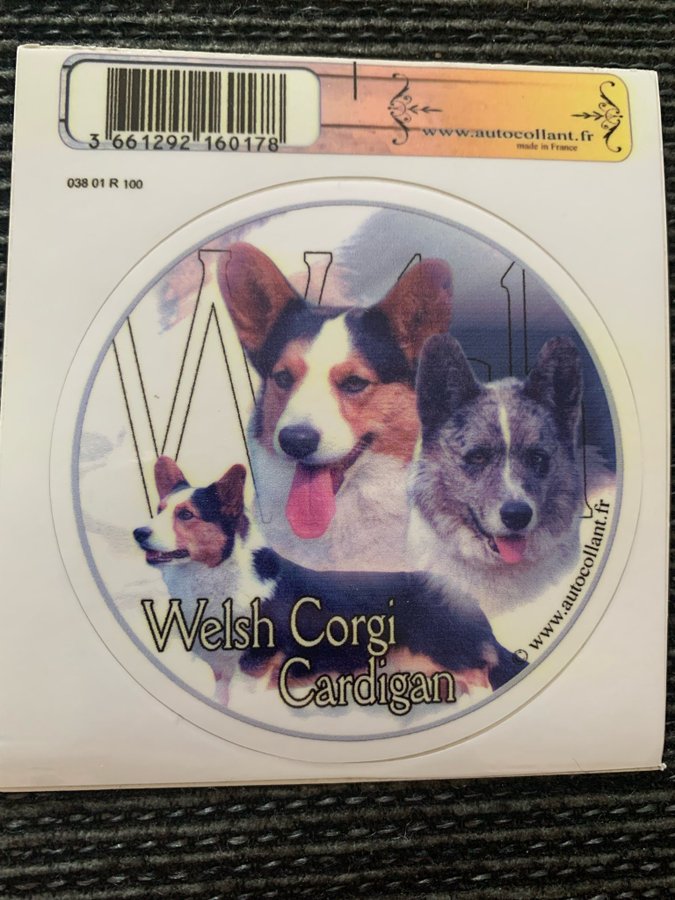 3 661292 160178
www.autocollant.fr
made in France
038 01 R 100
Welsh Corgi
Cardigan
© www.autocollant.fr